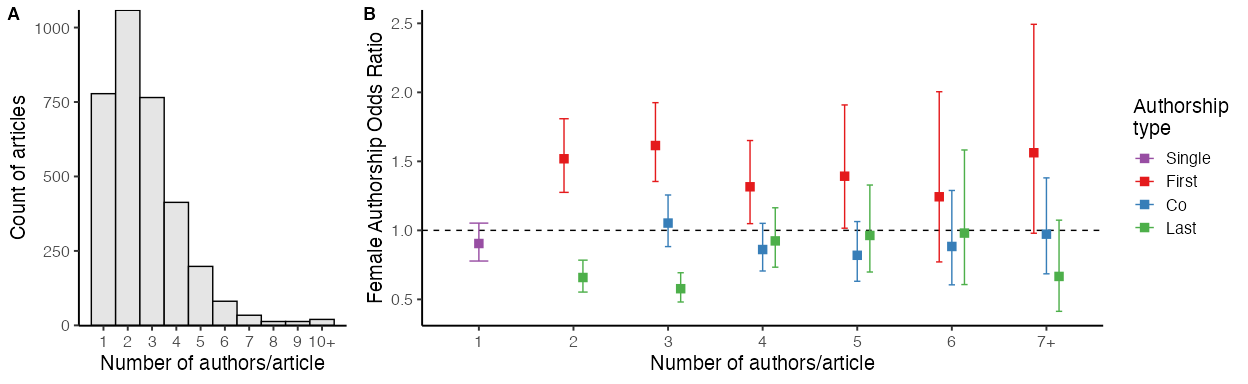 A
Count of articles
1000
750
500
250
0
1 2 3 4 5 6 7 8 9 10+
Number of authors/article
B
Female Authorship Odds Ratio
2.5
2.0
1.5
1.0
0.5
1 2 3 4 5 6 7+
Number of authors/article
Authorship
type
Single
First
Co
Last